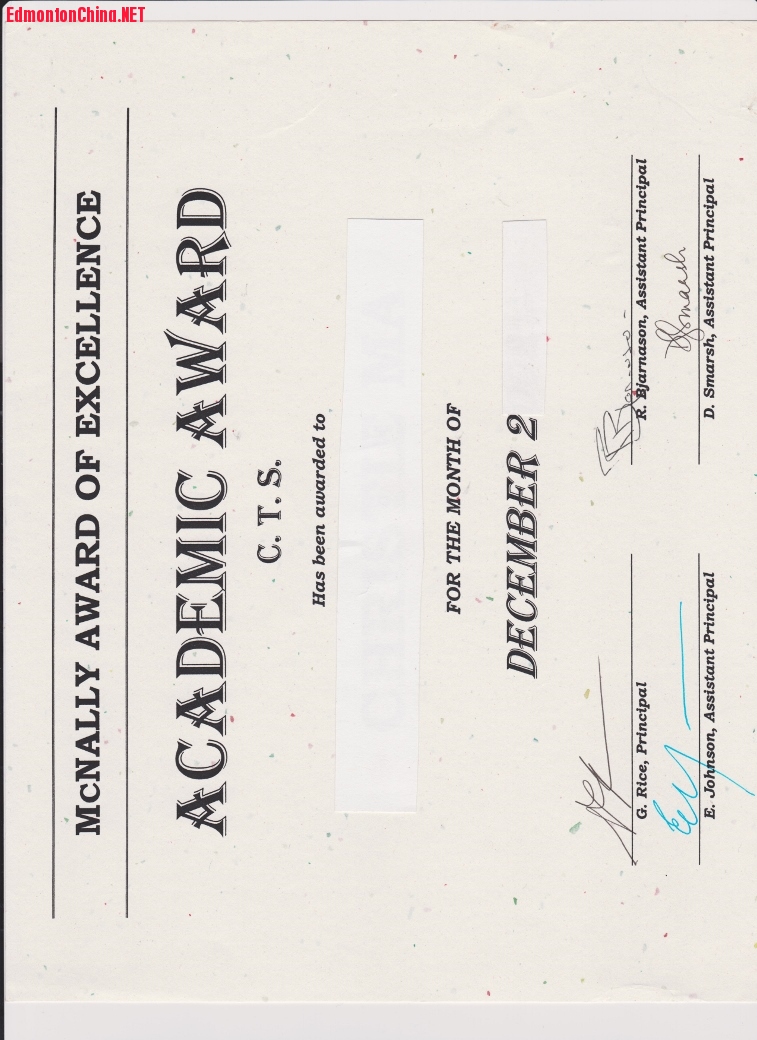 EdmontonChina.NET
McNALLY AWARD OF EXCELLENCE
ACADEMIC AWARD
C. T. S.
Has been awarded to
FOR THE MONTH OF
DECEMBER 2
G. Rice, Principal
R. Bjarnason, Assistant Principal
E. Johnson, Assistant Principal
D. Smarsh, Assistant Principal